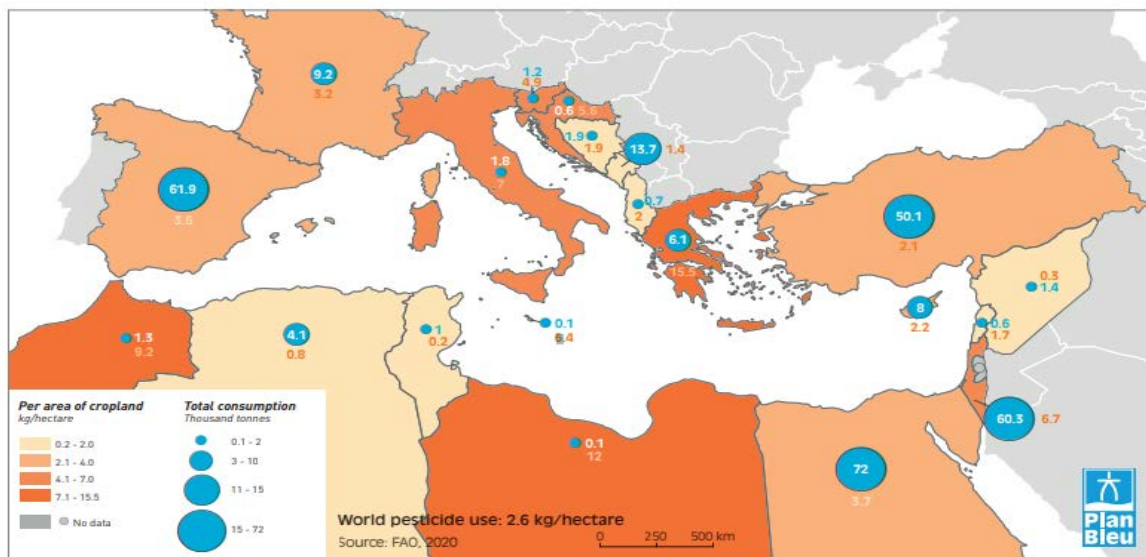 1.2
4.9
9.2
3.2
0.6 5.6
1.9
1.9
13.7 1.4
1.8
7
61.9
3.6
0.7
2
6.1
15.5
50.1
2.1
0.3
1.4
8
2.2
0.6
1.7
0.1
6.4
1.3
9.2
4.1
0.8
1
0.2
60.3 6.7
0.1
12
72
3.7
Per area of cropland
kg/hectare
0.2 - 2.0
2.1 - 4.0
4.1 - 7.0
7.1 - 15.5
No data
Total consumption
Thousand tonnes
0.1 - 2
3 - 10
11 - 15
15 - 72
World pesticide use: 2.6 kg/hectare
Source: FAO, 2020
0 250 500 km
Plan
Bleu